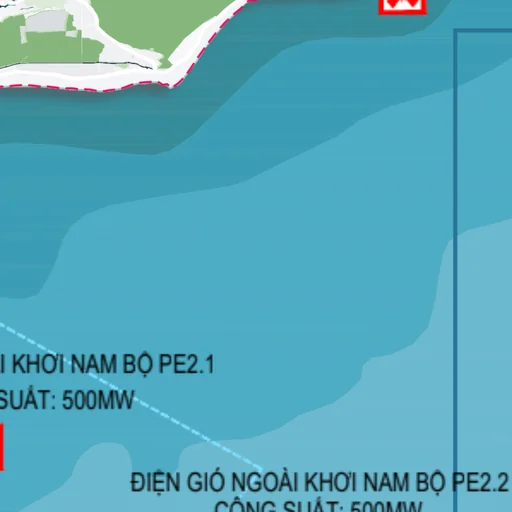 KHƠI NAM BỘ PE2.1
SUẤT: 500MW
ĐIỆN GIÓ NGOÀI KHƠI NAM BỘ PE2.2
CÔNG SUẤT: 500MW